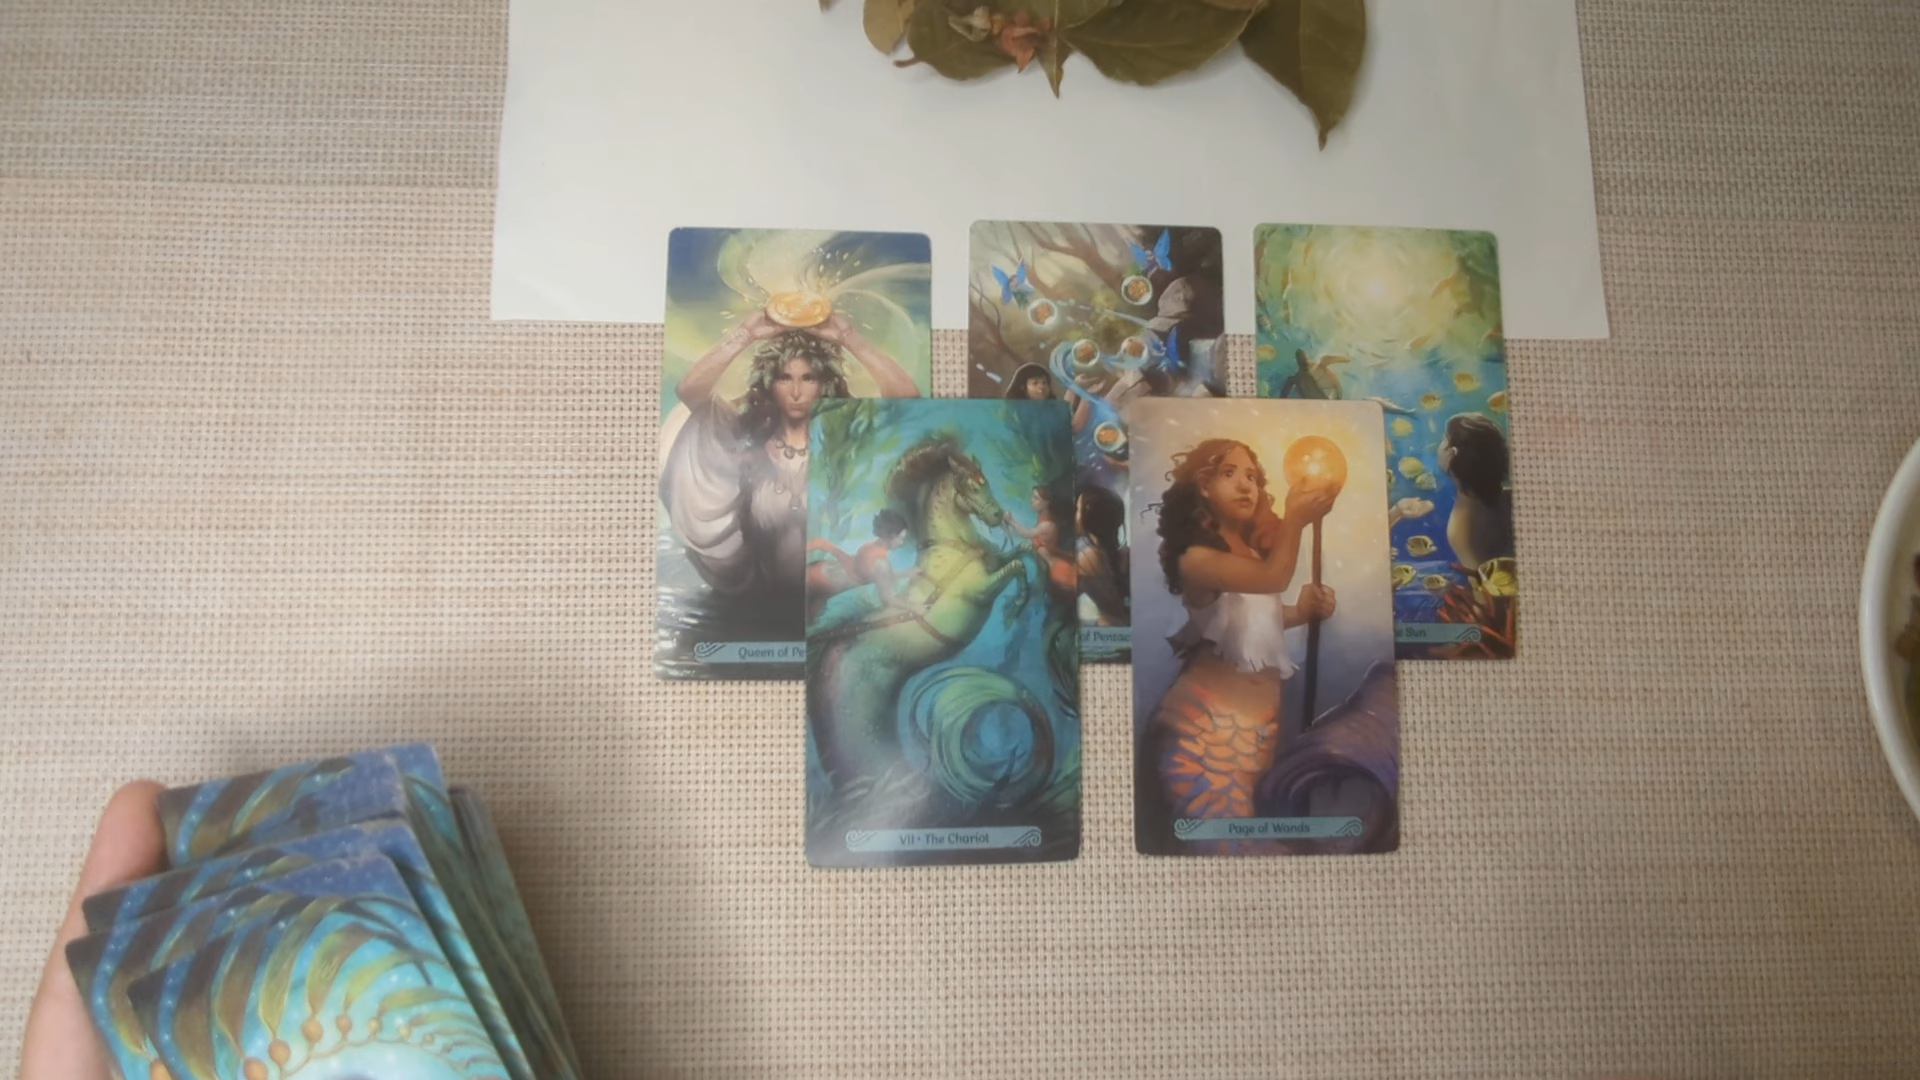 Queen of Pe
of Pentac
e Sun
VII • The Chariot
Page of Wands